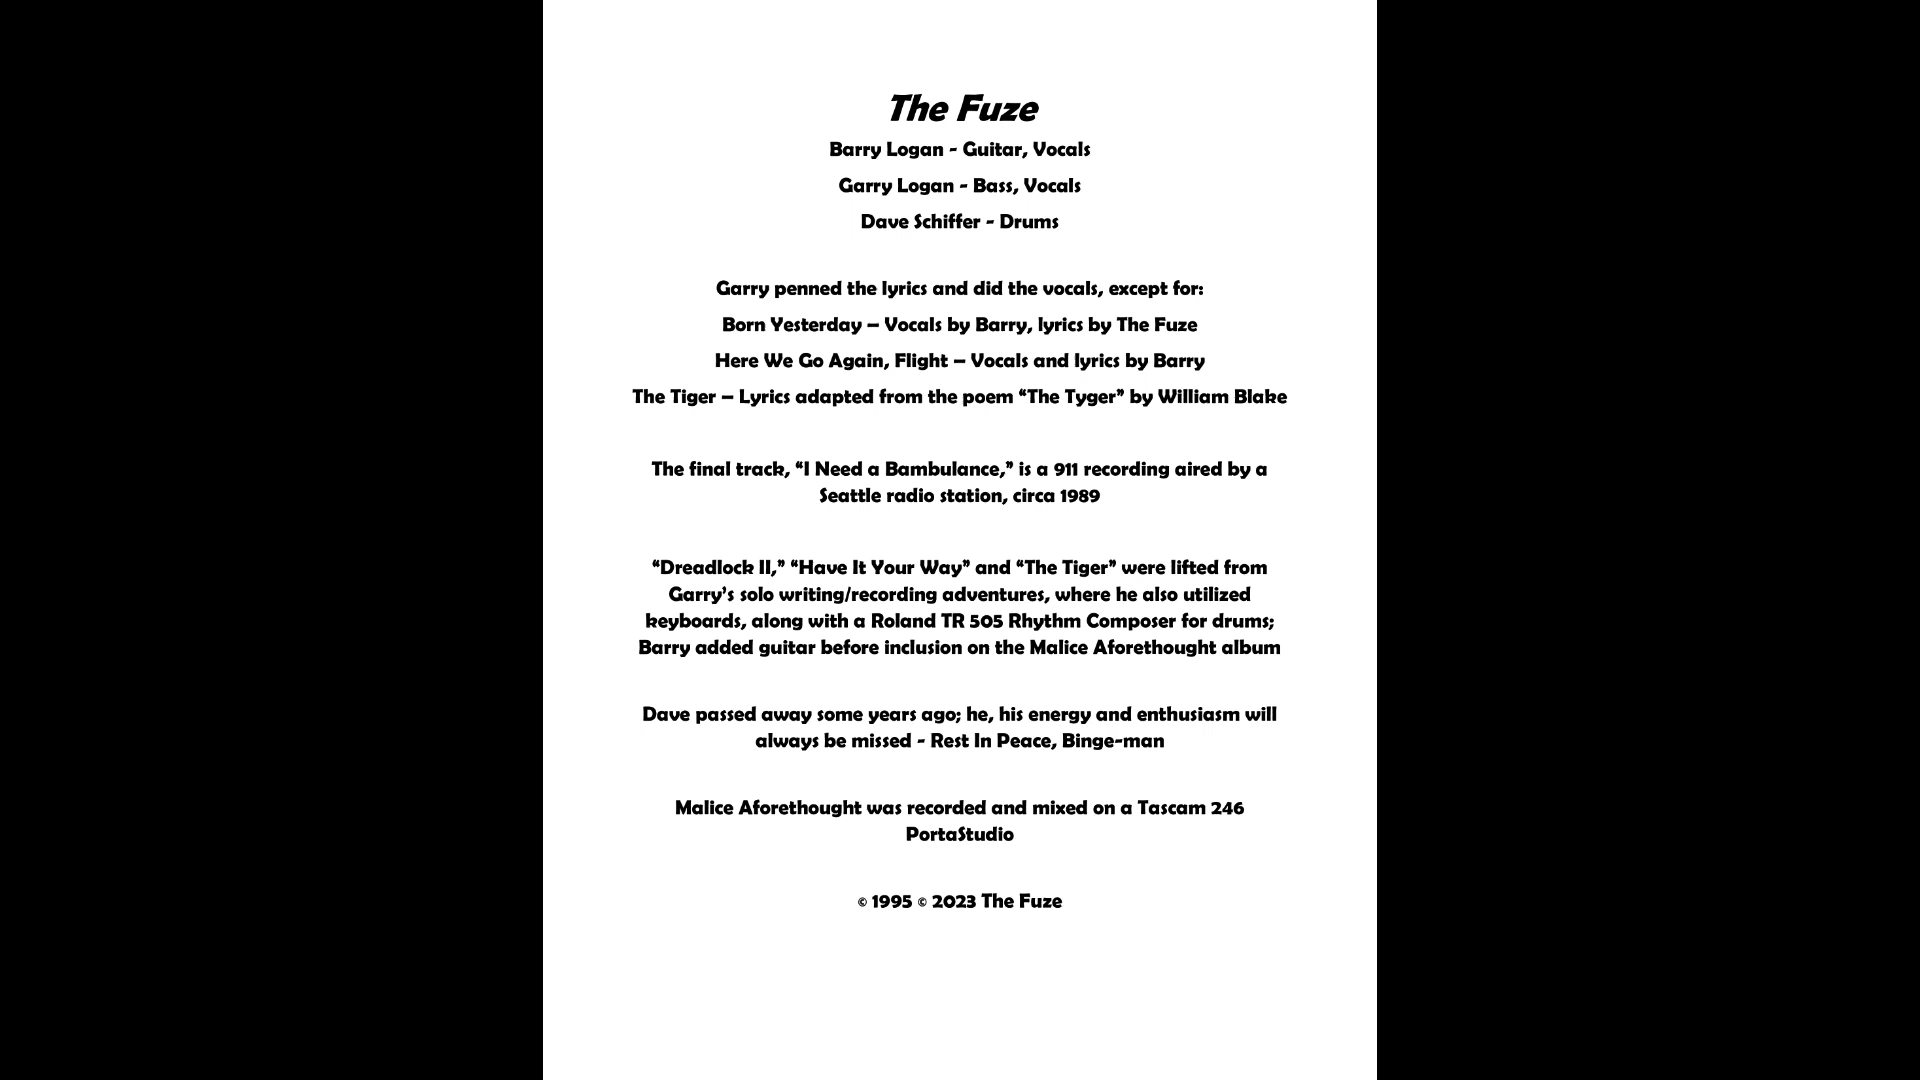 The Fuze
Barry Logan - Guitar, Vocals
Garry Logan - Bass, Vocals
Dave Schiffer - Drums
Garry penned the lyrics and did the vocals, except for:
Born Yesterday – Vocals by Barry, lyrics by The Fuze
Here We Go Again, Flight – Vocals and lyrics by Barry
The Tiger – Lyrics adapted from the poem “The Tyger” by William Blake
The final track, “I Need a Bambulance,” is a 911 recording aired by a
Seattle radio station, circa 1989
“Dreadlock II,” “Have It Your Way” and “The Tiger” were lifted from
Garry’s solo writing/recording adventures, where he also utilized
keyboards, along with a Roland TR 505 Rhythm Composer for drums;
Barry added guitar before inclusion on the Malice Aforethought album
Dave passed away some years ago; he, his energy and enthusiasm will
always be missed - Rest In Peace, Binge-man
Malice Aforethought was recorded and mixed on a Tascam 246
PortaStudio
© 1995 © 2023 The Fuze